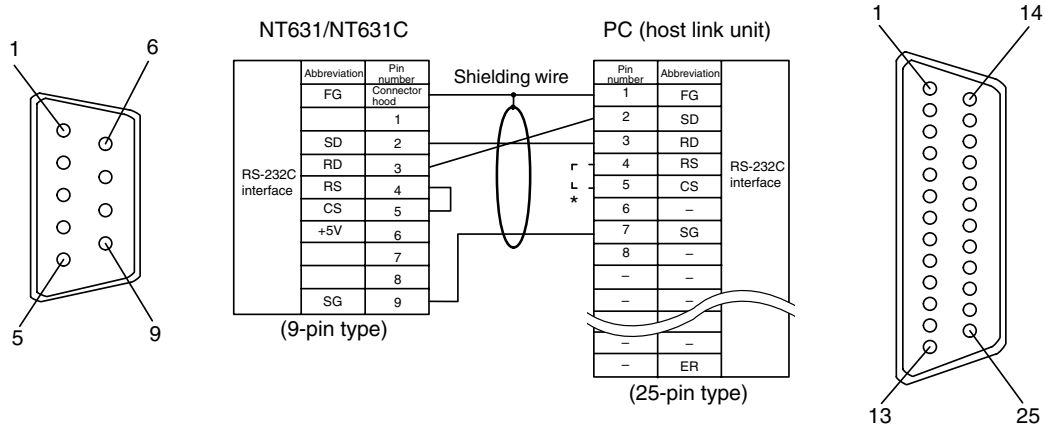 NT631/NT631C
PC (host link unit)
1
6
5
9
Abbreviation Pin number
FG Connector hood
1
SD 2
RD 3
RS 4
CS 5
+5V 6
7
8
SG 9
RS-232C interface
(9-pin type)
Shielding wire
*
Pin number Abbreviation
1 FG
2 SD
3 RD
4 RS
5 CS
6 –
7 SG
8 –
– –
– –
– –
– ER
RS-232C interface
(25-pin type)
1
14
13
25